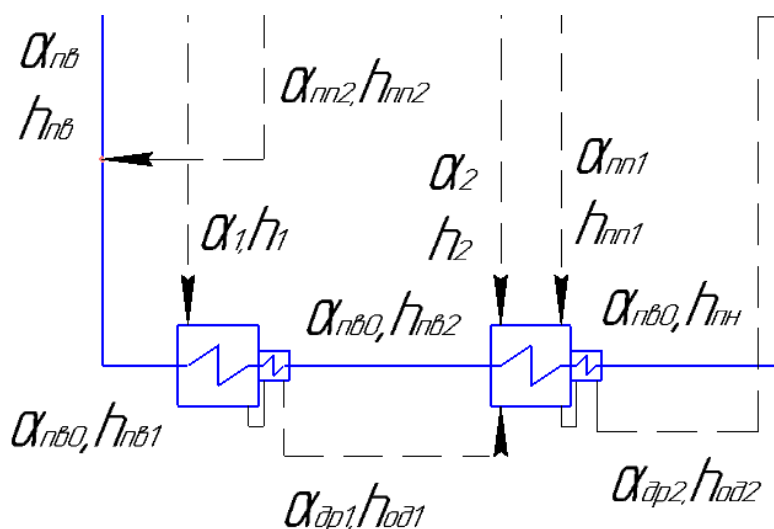 αпв
hпв
αпп2, hпп2
α1, h1
α2
h2
αпп1
hпп1
αпв0, hпв2
αпв0, hпн
αпв0, hпв1
αдр1, hод1
αдр2, hод2